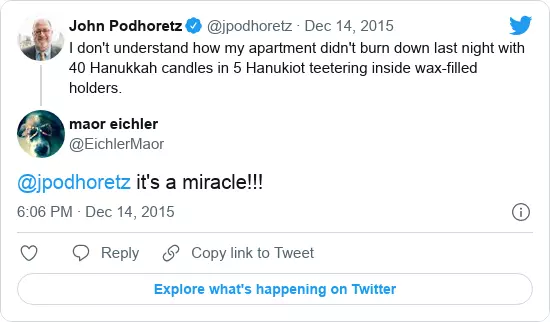 John Podhoretz @jpodhoretz · Dec 14, 2015
I don't understand how my apartment didn't burn down last night with
40 Hanukkah candles in 5 Hanukiot teetering inside wax-filled
holders.
maor eichler
@EichlerMaor
@jpodhoretz it's a miracle!!!
6:06 PM · Dec 14, 2015
Reply Copy link to Tweet
Explore what's happening on Twitter